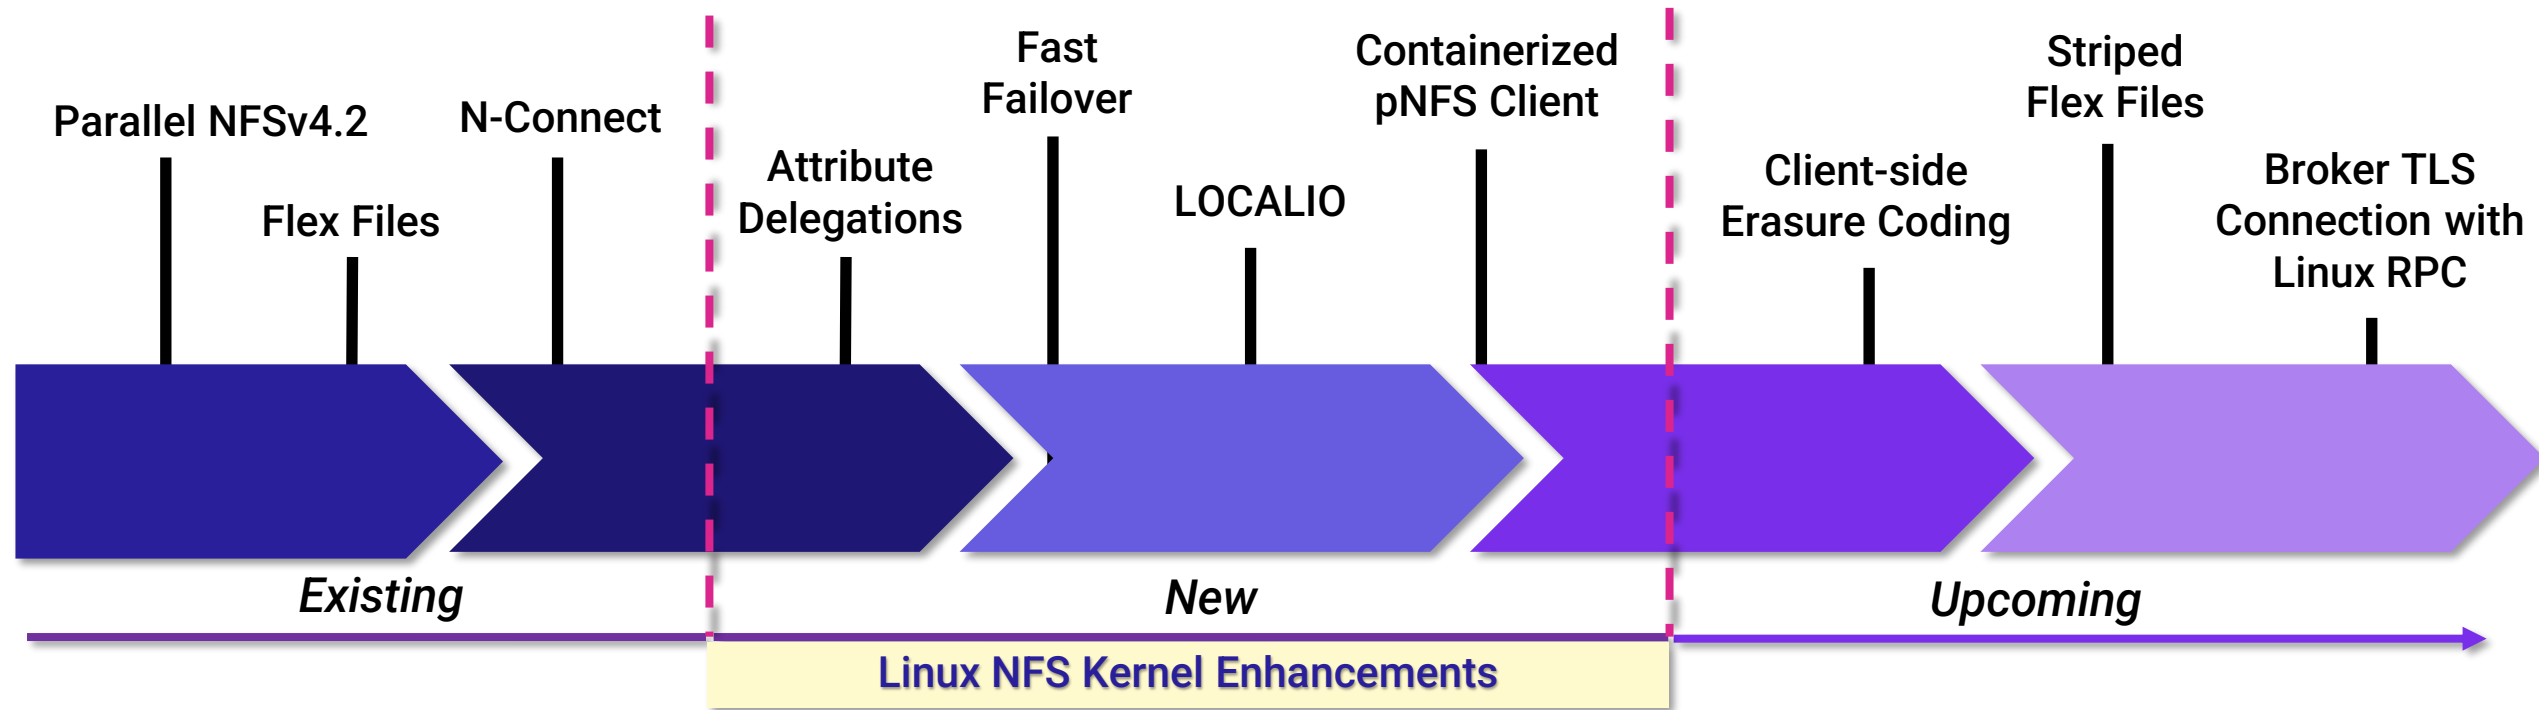 Parallel NFSv4.2
Flex Files
N-Connect
Attribute
Delegations
Fast
Failover
LOCALIO
Containerized
pNFS Client
Client-side
Erasure Coding
Striped
Flex Files
Broker TLS
Connection with
Linux RPC
Existing
New
Upcoming
Linux NFS Kernel Enhancements